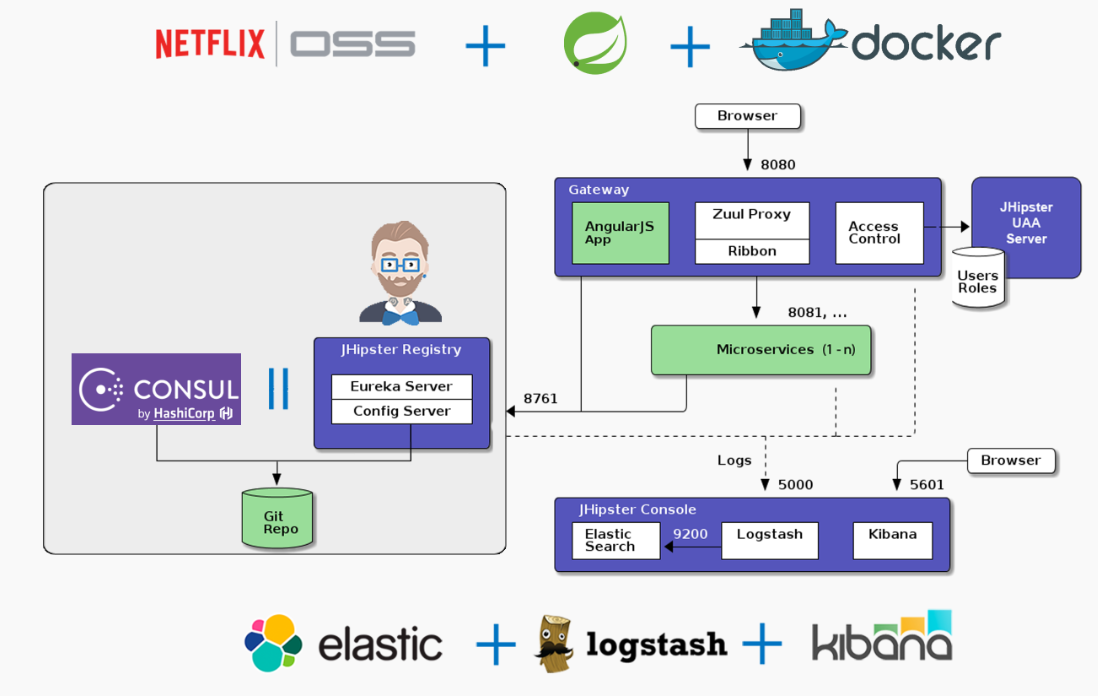 NETFLIX OSS
docker
Browser
8080
Gateway
AngularJS
App
Zuul Proxy
Ribbon
Access
Control
JHipster
UAA
Server
Users
Roles
8081, ...
Microservices (1 - n)
JHipster Registry
Eureka Server
Config Server
CONSUL
by HashiCorp
8761
Git
Repo
Logs
5000
Browser
5601
JHipster Console
Elastic
Search
9200
Logstash
Kibana
elastic
logstash
kibana